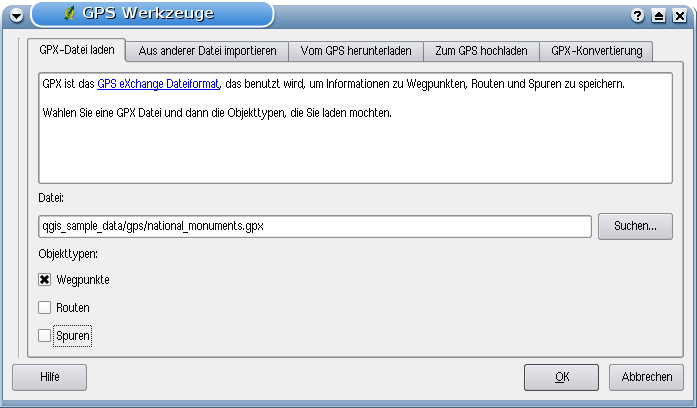 GPS Werkzeuge
GPX-Datei laden
Aus anderer Datei importieren
Vom GPS herunterladen
Zum GPS hochladen
GPX-Konvertierung
GPX ist das GPS eXchange Dateiformat, das benutzt wird, um Informationen zu Wegpunkten, Routen und Spuren zu speichern.
Wahlen Sie eine GPX Datei und dann die Objekttypen, die Sie laden mochten.
Datei:
qgis_sample_data/gps/national_monuments.gpx
Suchen...
Objekttypen:
Wegpunkte
Routen
Spuren
Hilfe
OK
Abbrechen